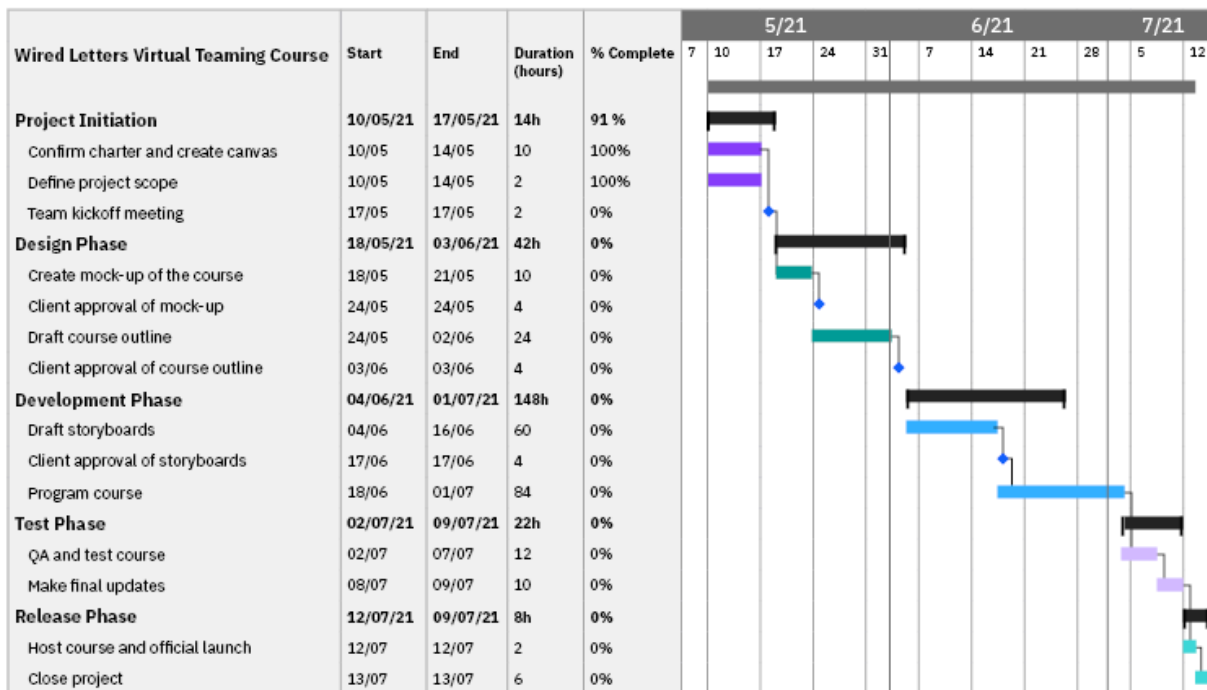 5/21 6/21 7/21
Wired Letters Virtual Teaming Course Start End Duration (hours) % Complete 7 10 17 24 31 7 14 21 28 5 12
Project Initiation 10/05/21 17/05/21 14h 91 %
Confirm charter and create canvas 10/05 14/05 10 100%
Define project scope 10/05 14/05 2 100%
Team kickoff meeting 17/05 17/05 2 0%
Design Phase 18/05/21 03/06/21 42h 0%
Create mock-up of the course 18/05 21/05 10 0%
Client approval of mock-up 24/05 24/05 4 0%
Draft course outline 24/05 02/06 24 0%
Client approval of course outline 03/06 03/06 4 0%
Development Phase 04/06/21 01/07/21 148h 0%
Draft storyboards 04/06 16/06 60 0%
Client approval of storyboards 17/06 17/06 4 0%
Program course 18/06 01/07 84 0%
Test Phase 02/07/21 09/07/21 22h 0%
QA and test course 02/07 07/07 12 0%
Make final updates 08/07 09/07 10 0%
Release Phase 12/07/21 09/07/21 8h 0%
Host course and official launch 12/07 12/07 2 0%
Close project 13/07 13/07 6 0%